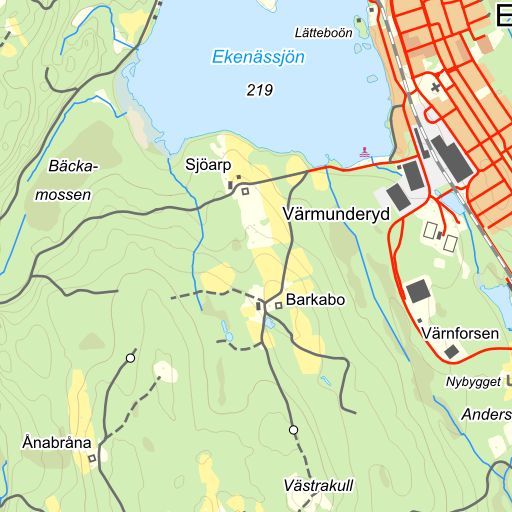 E
Lätteboön
Ekenässjön
219
Bäcka-
mossen
Sjöarp
Värmunderyd
Barkabo
Värnforsen
Nybygget
Anders
Ånabråna
Västrakull